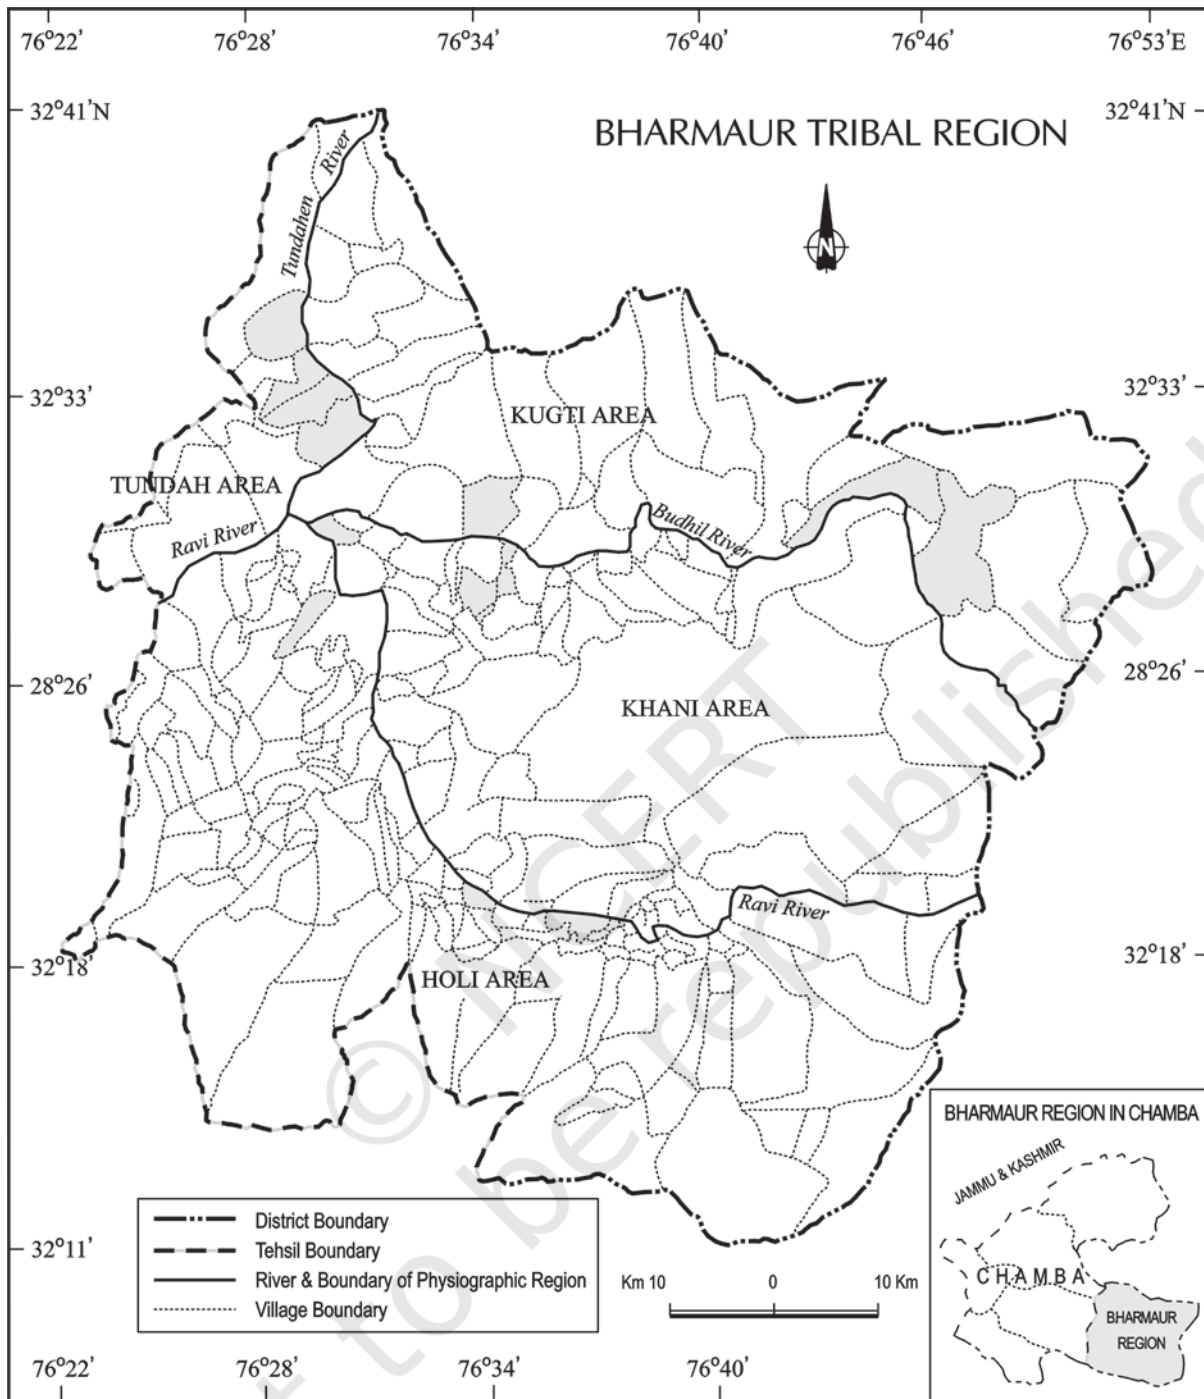 76°22’ 76°28’ 76°34’ 76°40’ 76°46’ 76°53’E
32°41’N
32°41’N
BHARMAUR TRIBAL REGION
River
Tundahen
N
32°33’
32°33’
KUGTI AREA
TUNDAH AREA
Ravi River
Budhil River
28°26’
28°26’
KHANI AREA
Ravi River
32°18’
32°18’
HOLI AREA
© NCERT
to be republished
BHARMAUR REGION IN CHAMBA
JAMMU & KASHMIR
CHAMBA
BHARMAUR
REGION
District Boundary
Tehsil Boundary
River & Boundary of Physiographic Region
Village Boundary
32°11’
Km 10 0 10 Km
76°22’ 76°28’ 76°34’ 76°40’